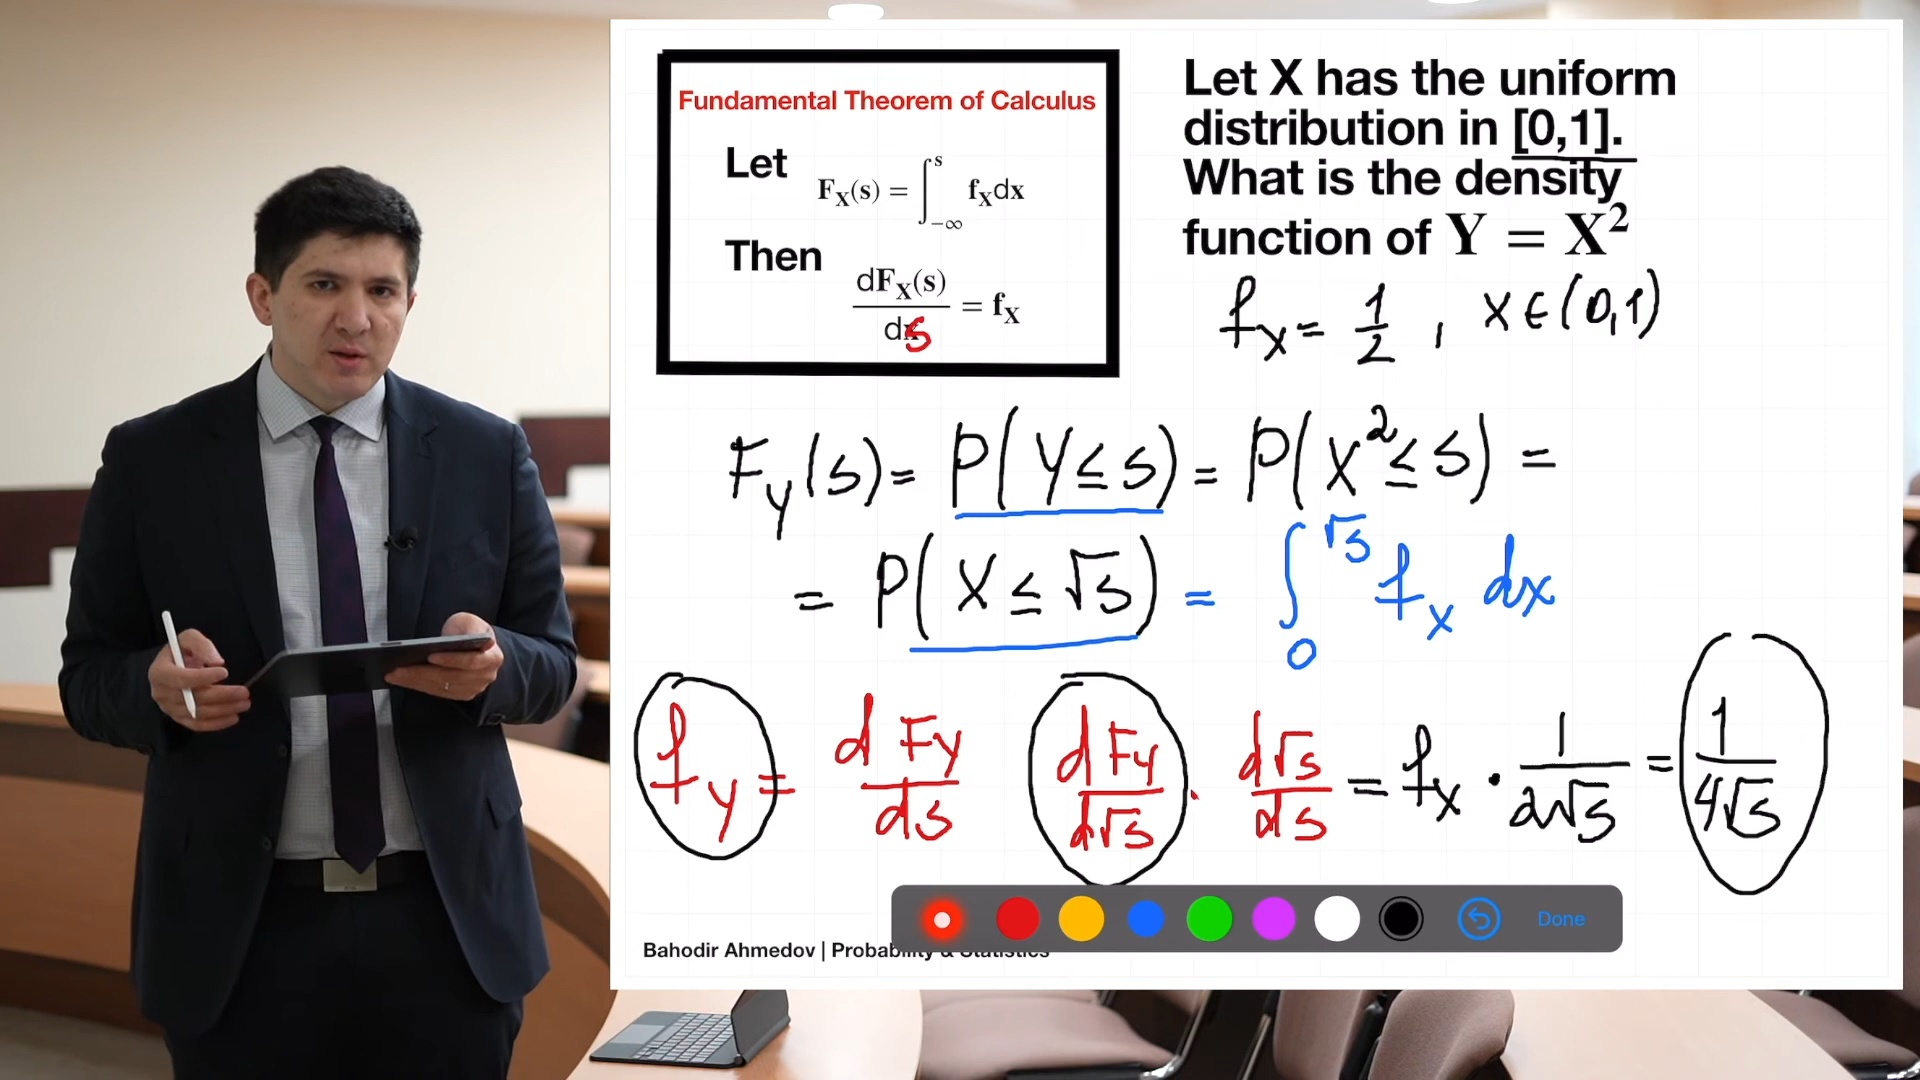 Fundamental Theorem of Calculus
Let F_X(s) = ∫_{-∞}^{s} f_X dx
Then dF_X(s)/ds = f_X
Let X has the uniform
distribution in [0,1].
What is the density
function of Y = X²
f_X = 1/2 , x ∈ (0,1)
F_Y(s) = P(Y ≤ s) = P(X² ≤ s) =
= P(X ≤ √s) = ∫_0^{√s} f_X dx
f_Y = dF_Y/ds dF_Y/d√s · d√s/ds = f_X · 1/(2√s) = 1/(4√s)
Done
Bahodir Ahmedov | Probability & Statistics